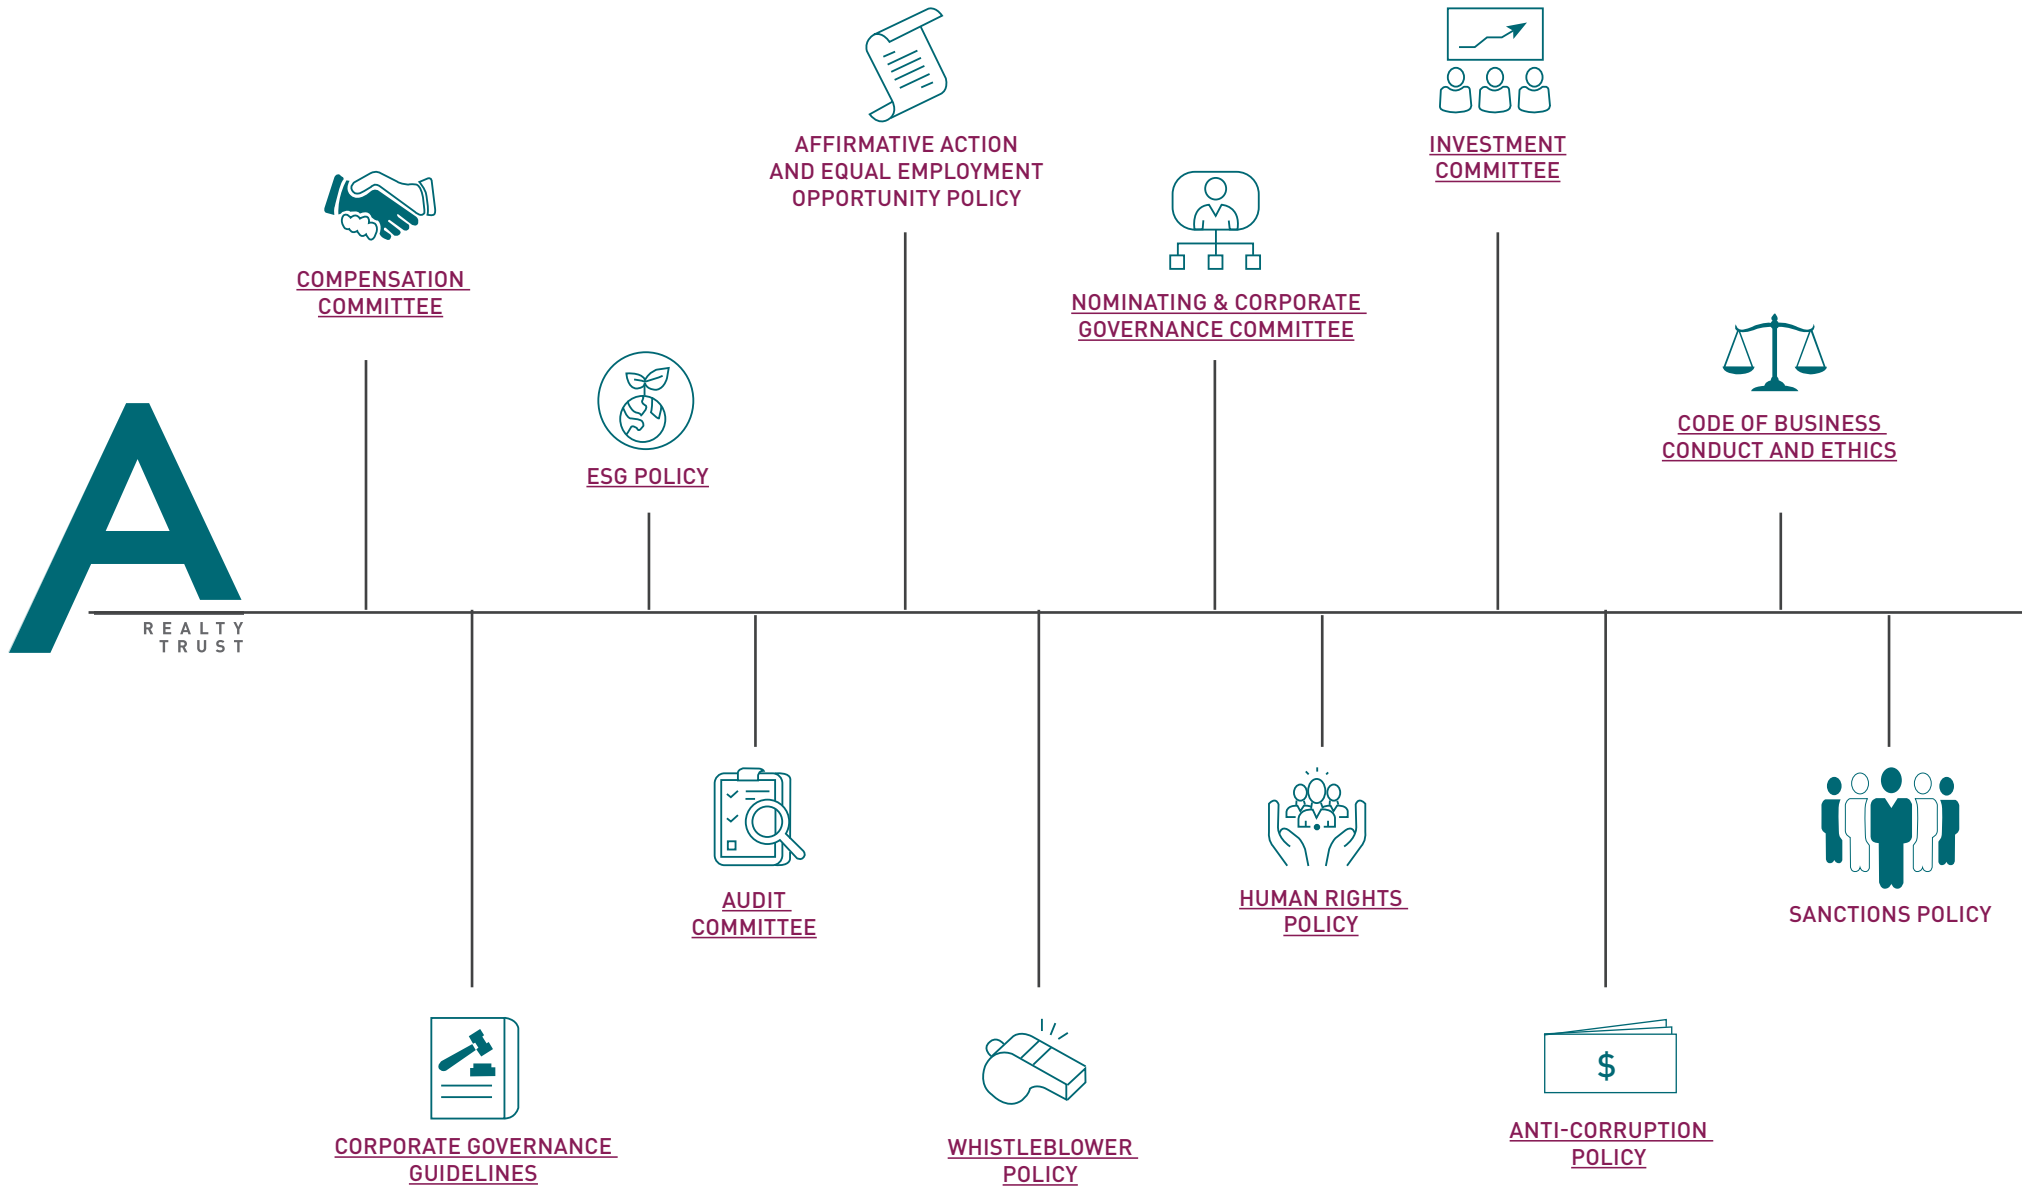 AFFIRMATIVE ACTION
AND EQUAL EMPLOYMENT
OPPORTUNITY POLICY
INVESTMENT
COMMITTEE
COMPENSATION
COMMITTEE
NOMINATING & CORPORATE
GOVERNANCE COMMITTEE
CODE OF BUSINESS
CONDUCT AND ETHICS
ESG POLICY
A
REALTY
TRUST
AUDIT
COMMITTEE
HUMAN RIGHTS
POLICY
SANCTIONS POLICY
$
CORPORATE GOVERNANCE
GUIDELINES
WHISTLEBLOWER
POLICY
ANTI-CORRUPTION
POLICY